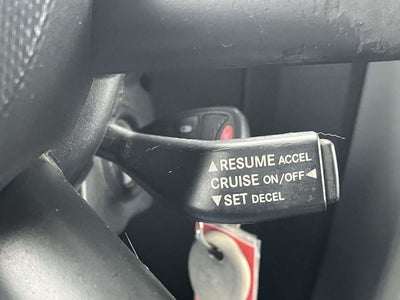 ▲RESUME ACCEL
CRUISE ON/OFF◀
▼SET DECEL